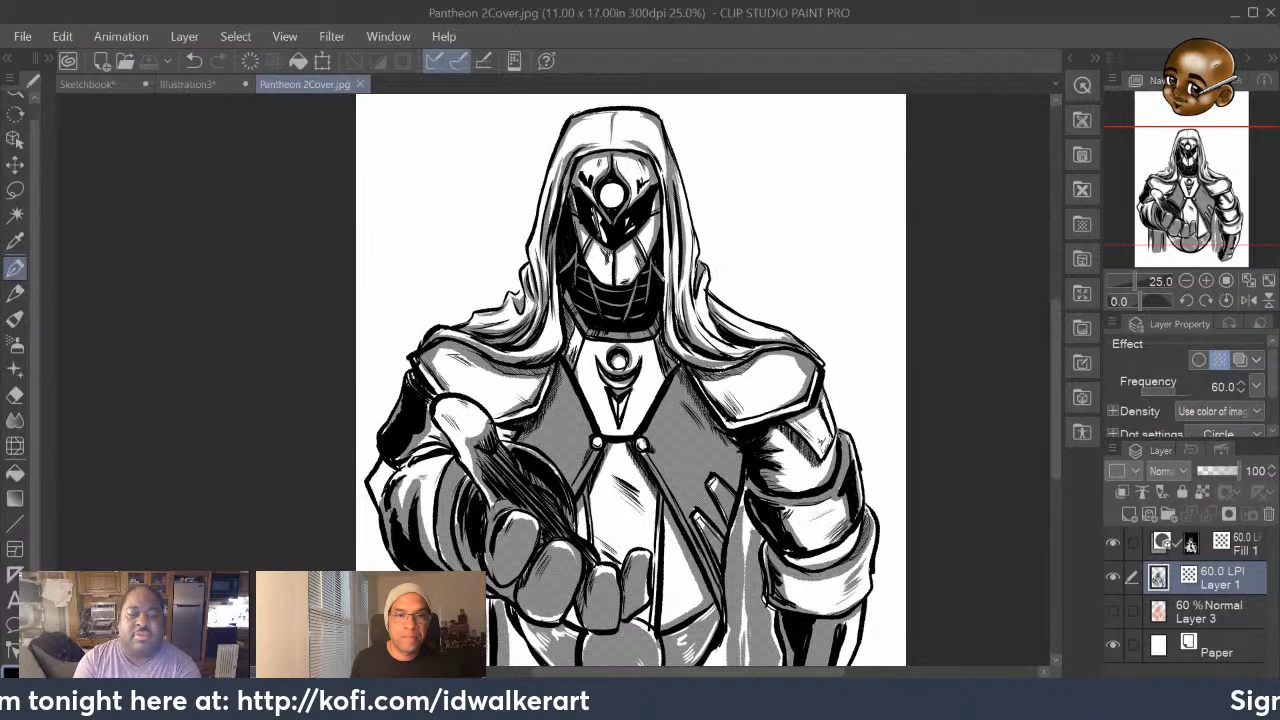 Pantheon 2Cover.jpg (11.00 x 17.00in 300dpi 25.0%) - CLIP STUDIO PAINT PRO
File Edit Animation Layer Select View Filter Window Help
Sketchbook* Illustration3* Pantheon 2Cover.jpg
25.0
0.0
Layer Property
Effect
Frequency 60.0
Density Use color of imag
Dot settings Circle
Layer
Norma 100
60.0 LF
Fill 1
60.0 LPI
Layer 1
60 % Normal
Layer 3
Paper
m tonight here at: http://kofi.com/idwalkerart Sign